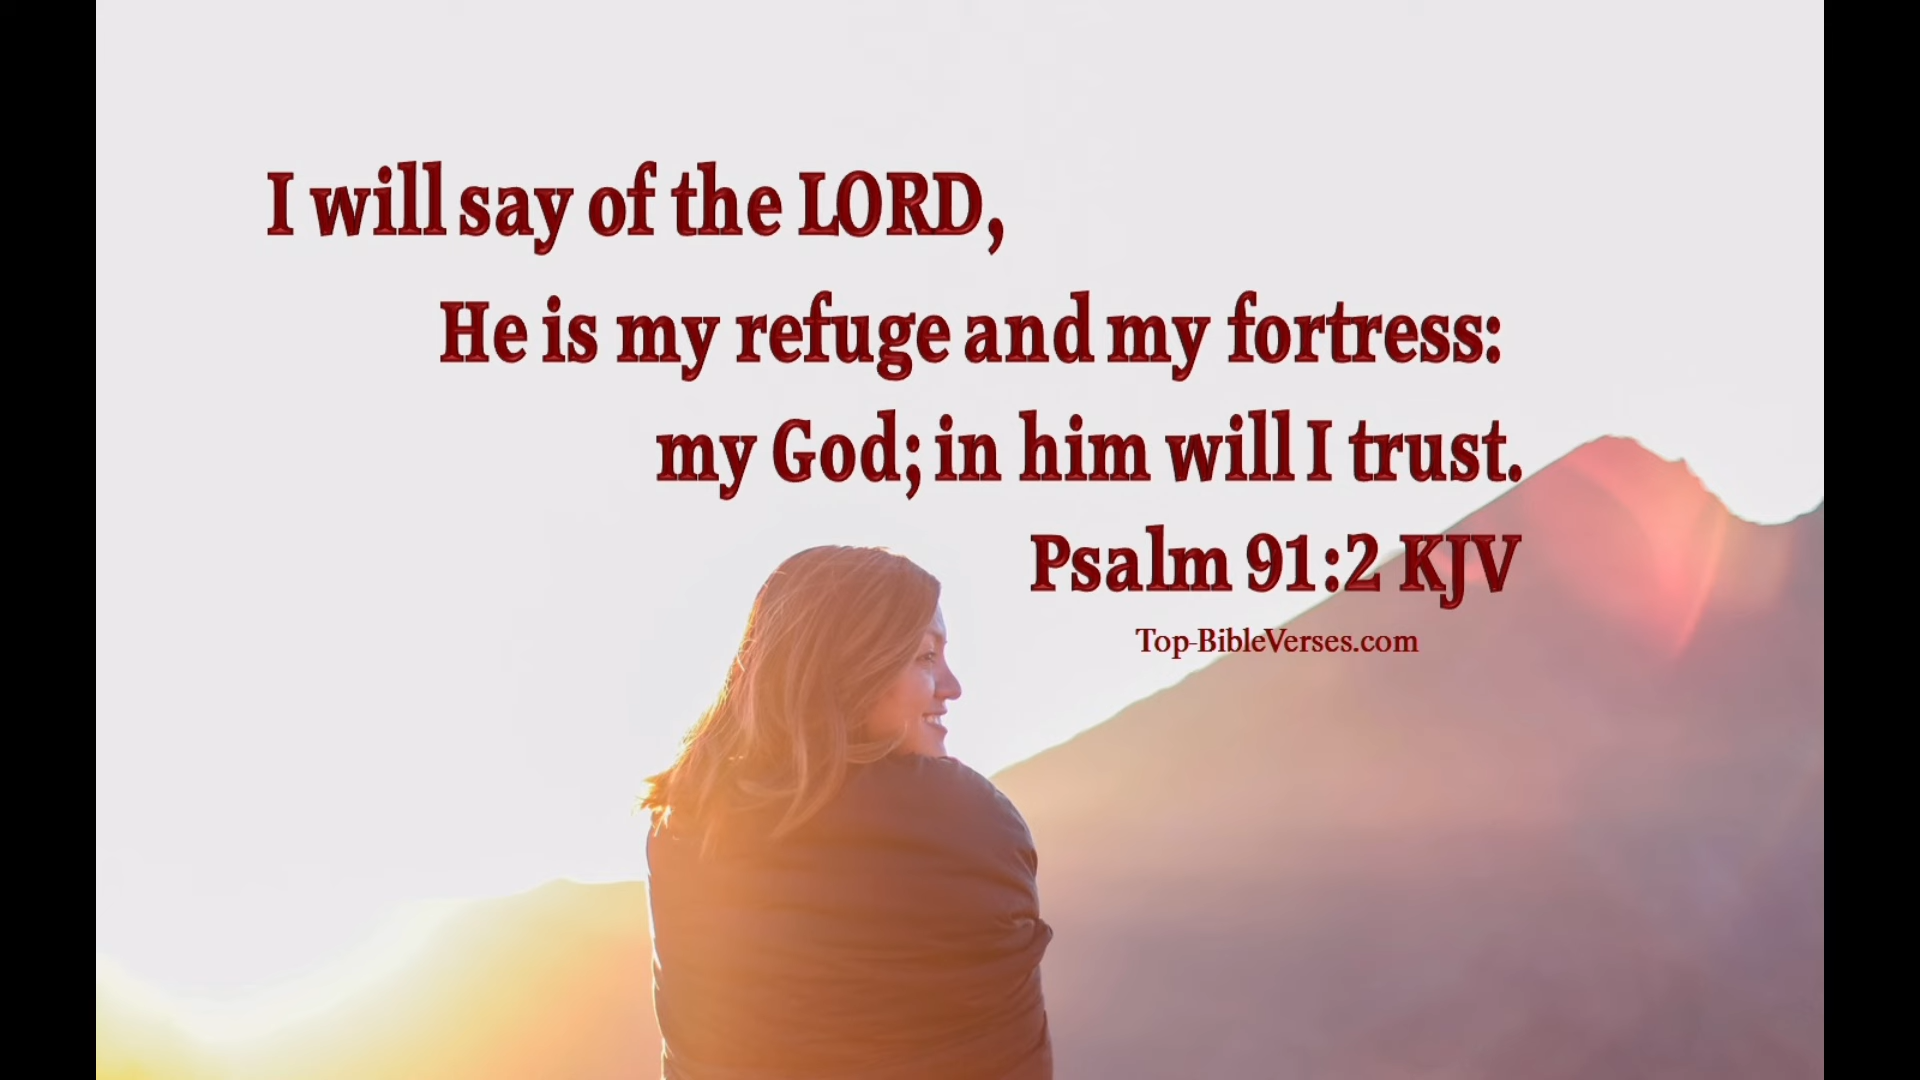 I will say of the LORD,
He is my refuge and my fortress:
my God; in him will I trust.
Psalm 91:2 KJV
Top-BibleVerses.com